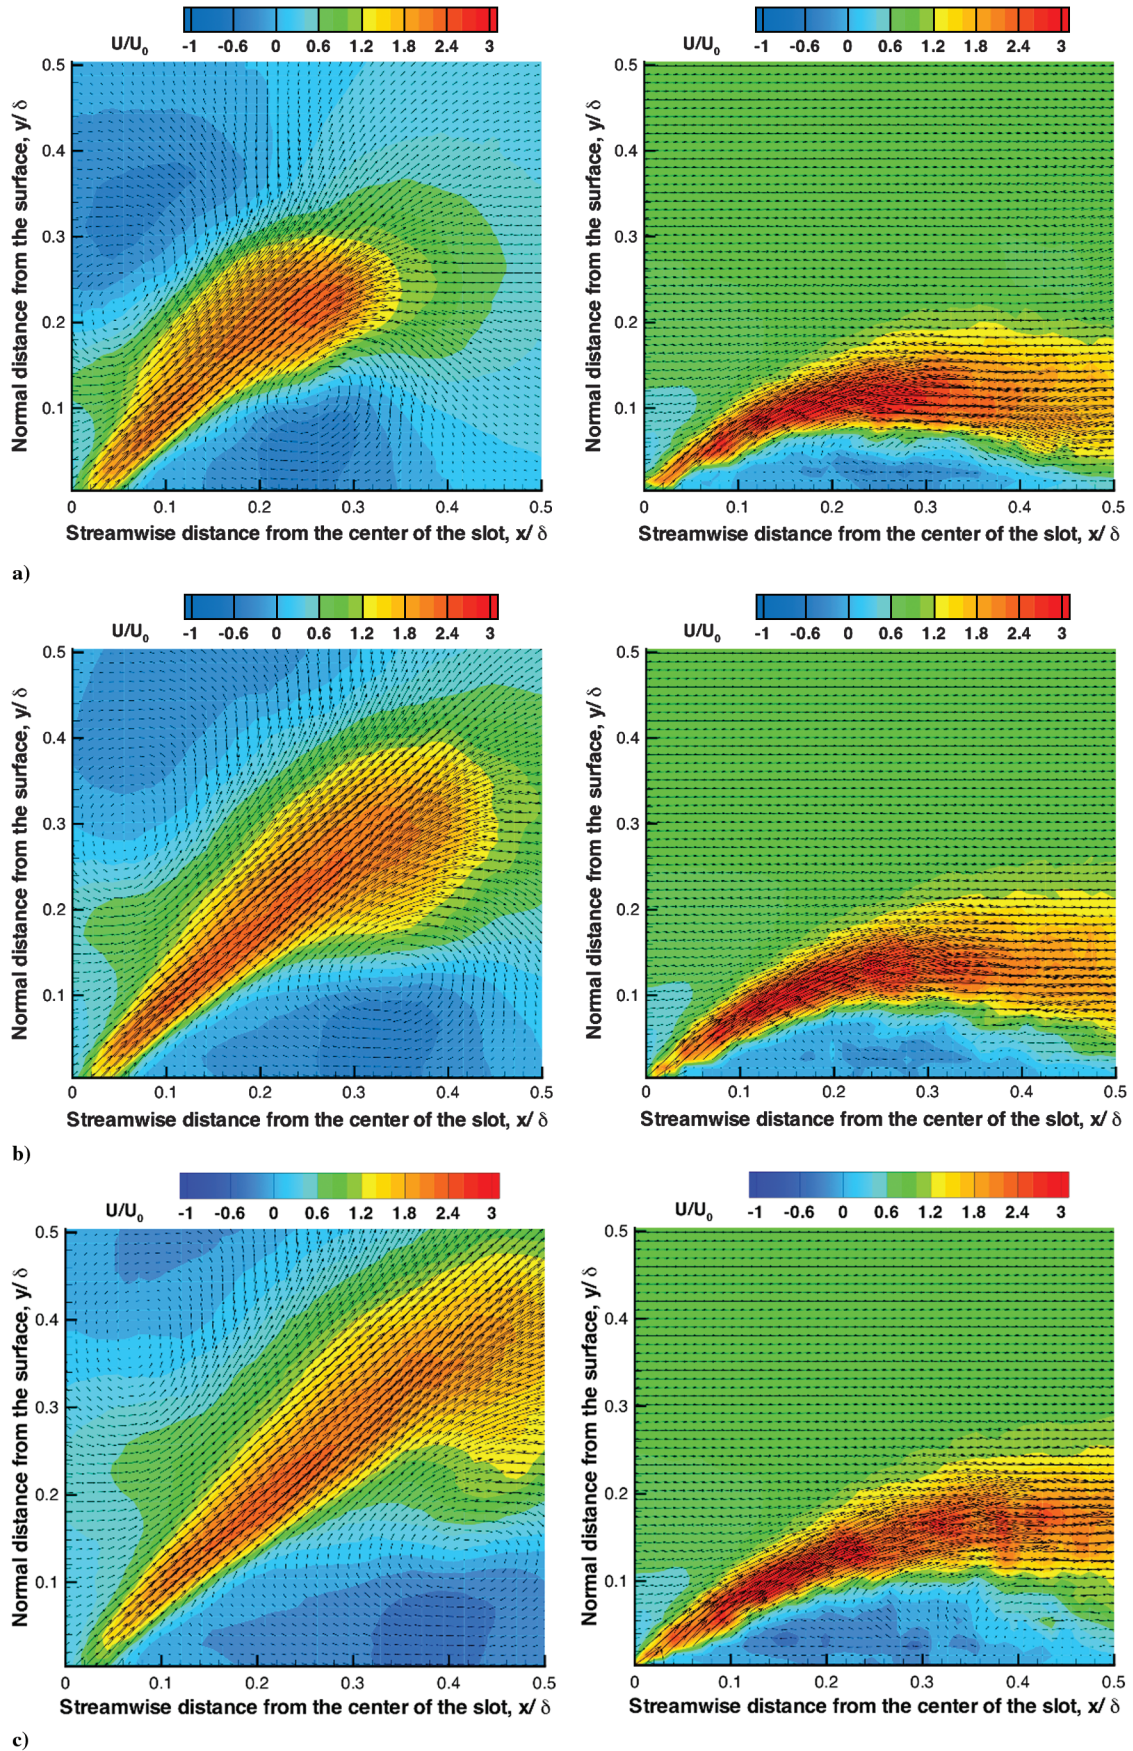 U/U0 -1 -0.6 0 0.6 1.2 1.8 2.4 3
Normal distance from the surface, y/ δ
0.5
0.4
0.3
0.2
0.1
0 0.1 0.2 0.3 0.4 0.5
Streamwise distance from the center of the slot, x/ δ
U/U0 -1 -0.6 0 0.6 1.2 1.8 2.4 3
Normal distance from the surface, y/ δ
0.5
0.4
0.3
0.2
0.1
0 0.1 0.2 0.3 0.4 0.5
Streamwise distance from the center of the slot, x/ δ
a)
U/U0 -1 -0.6 0 0.6 1.2 1.8 2.4 3
Normal distance from the surface, y/ δ
0.5
0.4
0.3
0.2
0.1
0 0.1 0.2 0.3 0.4 0.5
Streamwise distance from the center of the slot, x/ δ
U/U0 -1 -0.6 0 0.6 1.2 1.8 2.4 3
Normal distance from the surface, y/ δ
0.5
0.4
0.3
0.2
0.1
0 0.1 0.2 0.3 0.4 0.5
Streamwise distance from the center of the slot, x/ δ
b)
U/U0 -1 -0.6 0 0.6 1.2 1.8 2.4 3
Normal distance from the surface, y/ δ
0.5
0.4
0.3
0.2
0.1
0 0.1 0.2 0.3 0.4 0.5
Streamwise distance from the center of the slot, x/ δ
U/U0 -1 -0.6 0 0.6 1.2 1.8 2.4 3
Normal distance from the surface, y/ δ
0.5
0.4
0.3
0.2
0.1
0 0.1 0.2 0.3 0.4 0.5
Streamwise distance from the center of the slot, x/ δ
c)